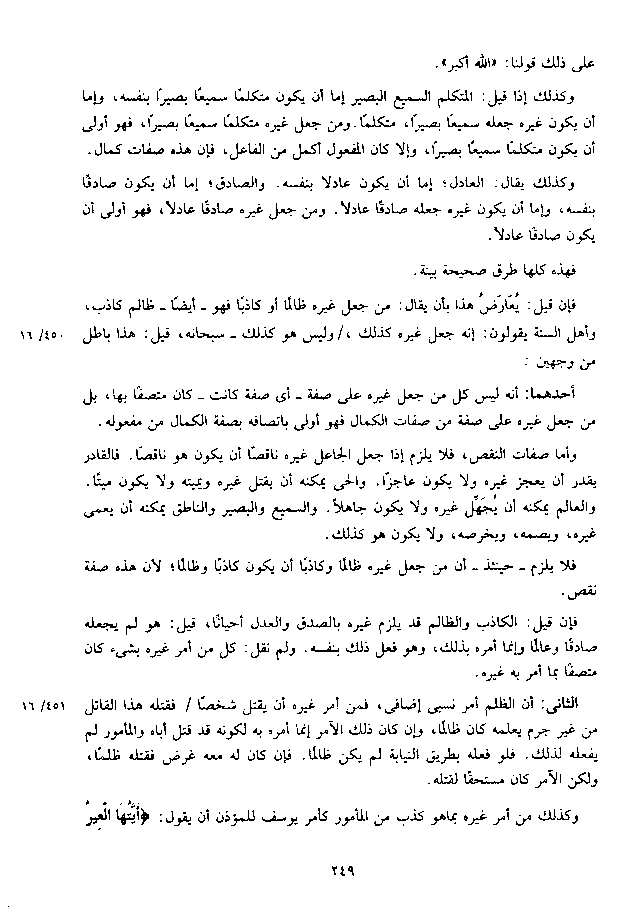 على ذلك قولنا: «الله أكبر».
وكذلك إذا قيل: المتكلم السميع البصير إما أن يكون متكلمًا سميعًا بصيرًا بنفسه، وإما
أن يكون غيره جعله سميعًا بصيرًا، متكلمًا. ومن جعل غيره متكلمًا سميعًا بصيرًا، فهو أولى
أن يكون متكلمًا سميعًا بصيرًا، وإلا كان المفعول أكمل من الفاعل، فإن هذه صفات كمال.
وكذلك يقال: العادل؛ إما أن يكون عادلا بنفسه. والصادق؛ إما أن يكون صادقًا
بنفسه، وإما أن يكون غيره جعله صادقًا عادلاً. ومن جعل غيره صادقًا عادلاً، فهو أولى أن
يكون صادقًا عادلاً.
فهذه كلها طرق صحيحة بينة.
فإن قيل: يُعَارَضُ هذا بأن يقال: من جعل غيره ظالمًا أو كاذبًا فهو ـ أيضًا ـ ظالم كاذب،
وأهل السنة يقولون: إنه جعل غيره كذلك ،/ وليس هو كذلك ـ سبحانه، قيل: هذا باطل ١٦/٤٥٠
من وجهين :
أحدهما: أنه ليس كل من جعل غيره على صفة ـ أى صفة كانت ـ كان متصفًا بها، بل
من جعل غيره على صفة من صفات الكمال فهو أولى باتصافه بصفة الكمال من مفعوله.
وأما صفات النقص، فلا يلزم إذا جعل الجاعل غيره ناقصًا أن يكون هو ناقصًا. فالقادر
يقدر أن يعجز غيره ولا يكون عاجزًا. والحى يمكنه أن يقتل غيره ويميته ولا يكون ميتًا.
والعالم يمكنه أن يُجَهِّل غيره ولا يكون جاهلاً. والسميع والبصير والناطق يمكنه أن يعمى
غيره، ويصمه، ويخرصه، ولا يكون هو كذلك.
فلا يلزم ـ حينئذ ـ أن من جعل غيره ظالمًا وكاذبًا أن يكون كاذبًا وظالمًا؛ لأن هذه صفة
نقص.
فإن قيل: الكاذب والظالم قد يلزم غيره بالصدق والعدل أحيانًا، قيل: هو لم يجعله
صادقًا وعالمًا وإنما أمره بذلك، وهو فعل ذلك بنفسه. ولم نقل: كل من أمر غيره بشىء كان
متصفًا بما أمر به غيره.
الثانى: أن الظلم أمر نسبى إضافى، فمن أمر غيره أن يقتل شخصًا / فقتله هذا القاتل ١٦/٤٥١
من غير جرم يعلمه كان ظالمًا، وإن كان ذلك الآمر إنما أمره به لكونه قد قتل أباه والمأمور لم
يفعله لذلك. فلو فعله بطريق النيابة لم يكن ظالمًا. فإن كان له معه غرض فقتله ظلمًا،
ولكن الآمر كان مستحقًا لقتله.
وكذلك من أمر غيره بماهو كذب من المأمور كأمر يوسف للمؤذن أن يقول: ﴿أَيَّتُهَا الْعِيرُ
٢٤٩